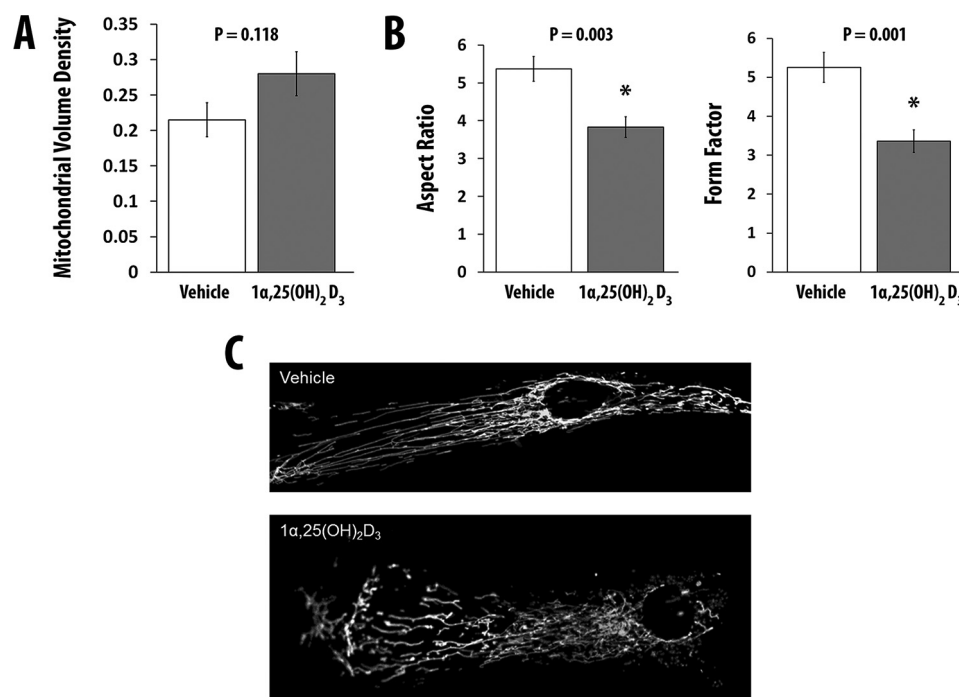 A
Mitochondrial Volume Density
0.35
0.3
0.25
0.2
0.15
0.1
0.05
0
P = 0.118
Vehicle
1α,25(OH)₂ D₃
B
Aspect Ratio
6
5
4
3
2
1
0
P = 0.003
*
Vehicle
1α,25(OH)₂ D₃
Form Factor
6
5
4
3
2
1
0
P = 0.001
*
Vehicle
1α,25(OH)₂ D₃
C
Vehicle
1α,25(OH)₂D₃